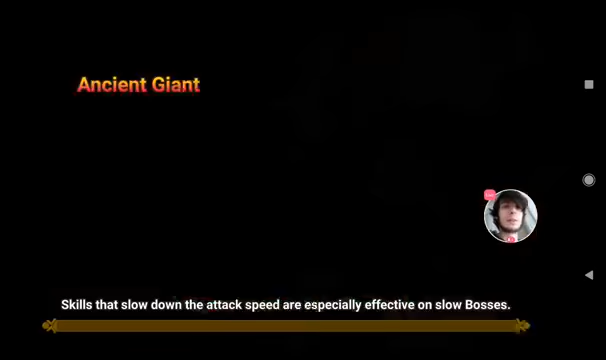 Ancient Giant
Skills that slow down the attack speed are especially effective on slow Bosses.